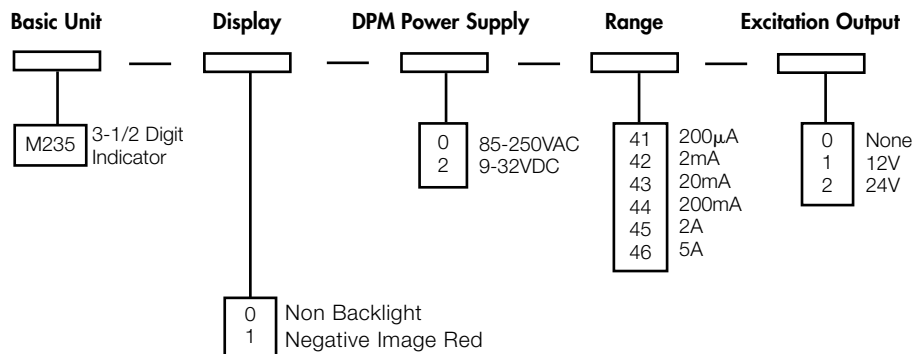 Basic Unit Display DPM Power Supply Range Excitation Output
M235 3-1/2 Digit Indicator
0 85-250VAC
2 9-32VDC
41 200µA
42 2mA
43 20mA
44 200mA
45 2A
46 5A
0 None
1 12V
2 24V
0 Non Backlight
1 Negative Image Red